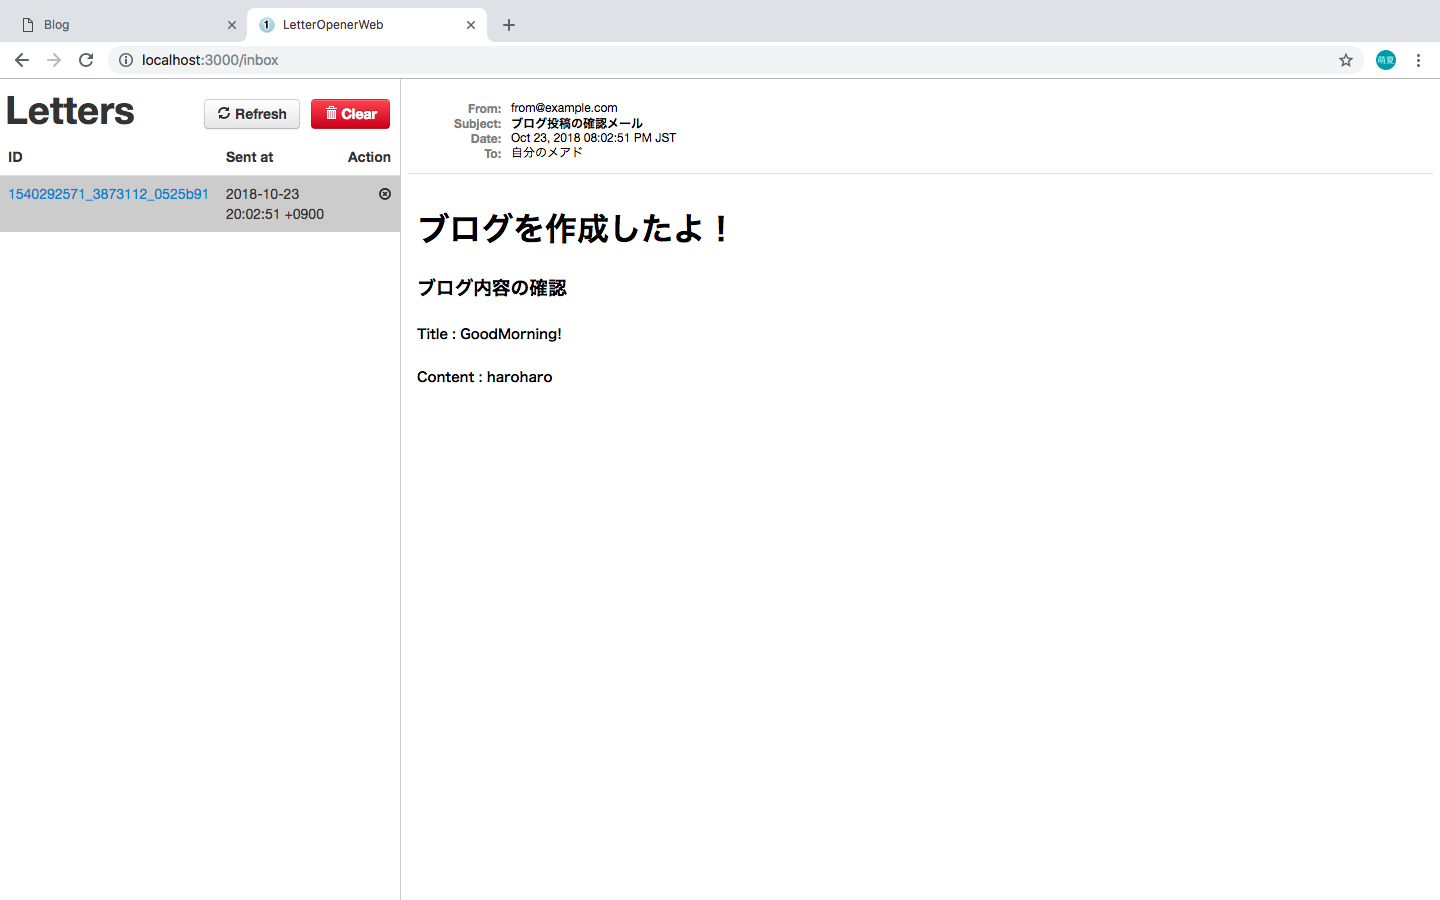 Blog
1 LetterOpenerWeb
localhost:3000/inbox
萌夏
Letters
Refresh
Clear
ID Sent at Action
1540292571_3873112_0525b91 2018-10-23
20:02:51 +0900
From: from@example.com
Subject: ブログ投稿の確認メール
Date: Oct 23, 2018 08:02:51 PM JST
To: 自分のメアド
ブログを作成したよ！
ブログ内容の確認
Title : GoodMorning!
Content : haroharo